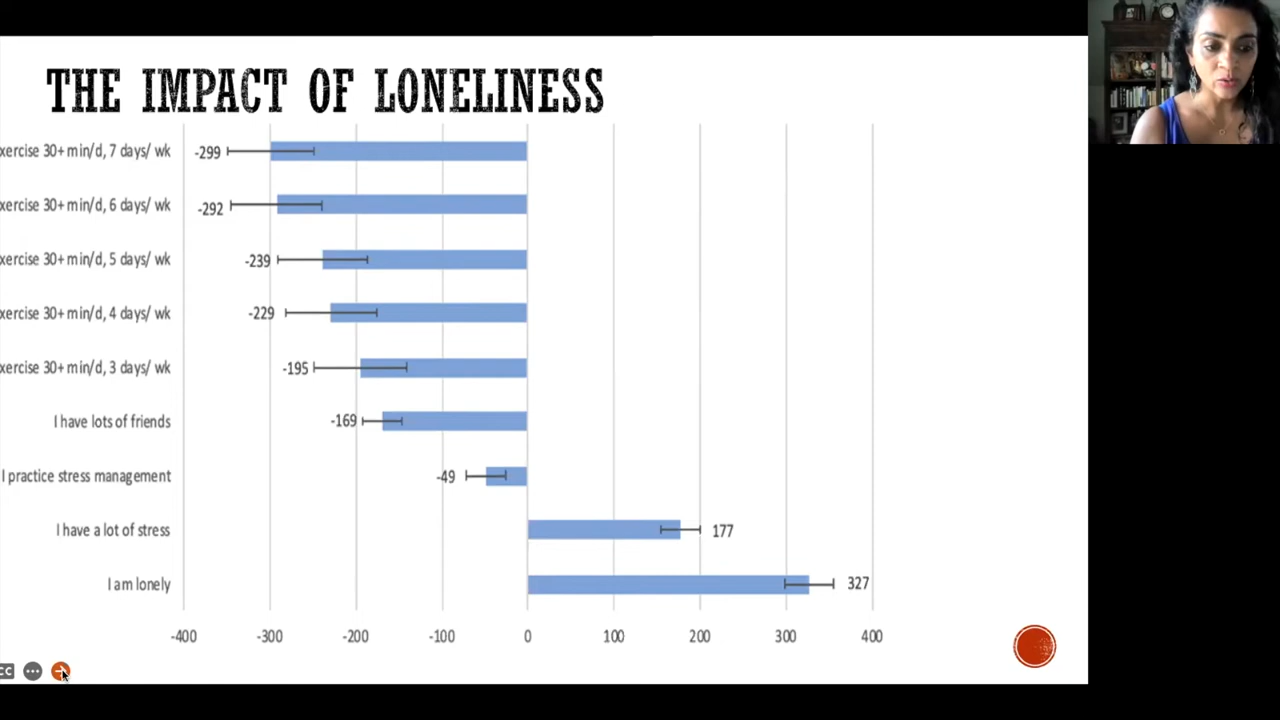 THE IMPACT OF LONELINESS
xercise 30+ min/d, 7 days/ wk -299
xercise 30+ min/d, 6 days/ wk -292
xercise 30+ min/d, 5 days/ wk -239
xercise 30+ min/d, 4 days/ wk -229
xercise 30+ min/d, 3 days/ wk -195
I have lots of friends -169
I practice stress management -49
I have a lot of stress 177
I am lonely 327
-400 -300 -200 -100 0 100 200 300 400
CC